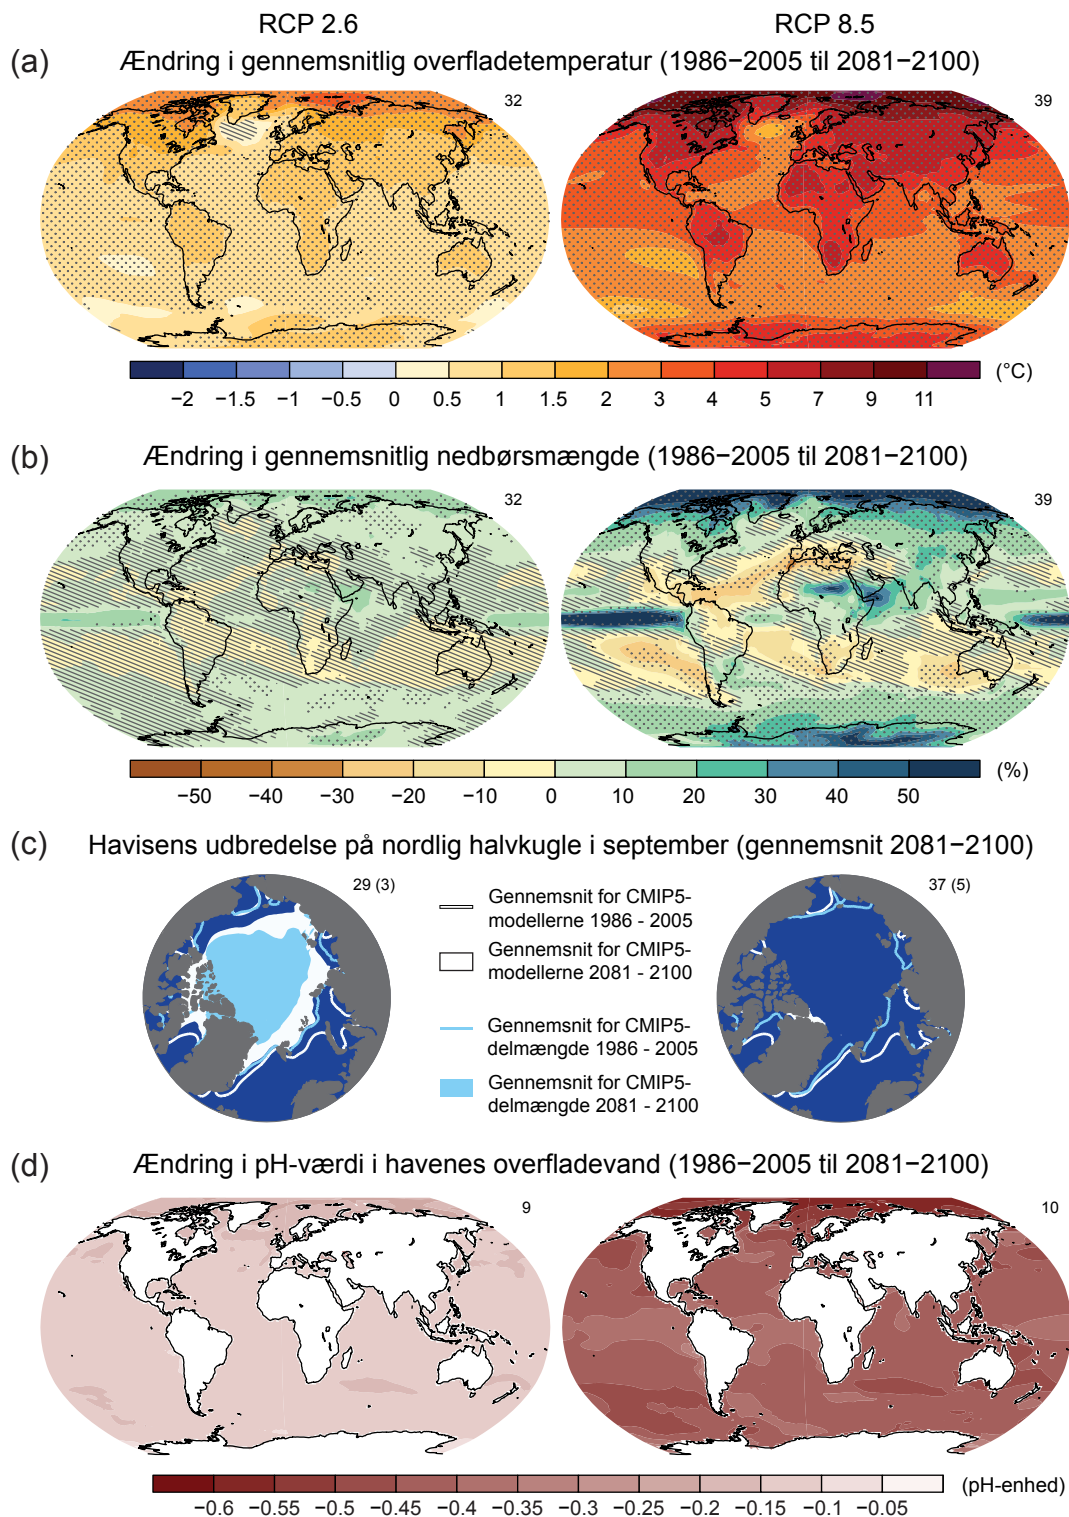 RCP 2.6
RCP 8.5
(a)
Ændring i gennemsnitlig overfladetemperatur (1986−2005 til 2081−2100)
32
39
−2 −1.5 −1 −0.5 0 0.5 1 1.5 2 3 4 5 7 9 11
(°C)
(b)
Ændring i gennemsnitlig nedbørsmængde (1986−2005 til 2081−2100)
32
39
−50 −40 −30 −20 −10 0 10 20 30 40 50
(%)
(c)
Havisens udbredelse på nordlig halvkugle i september (gennemsnit 2081−2100)
29 (3)
37 (5)
Gennemsnit for CMIP5-
modellerne 1986 - 2005
Gennemsnit for CMIP5-
modellerne 2081 - 2100
Gennemsnit for CMIP5-
delmængde 1986 - 2005
Gennemsnit for CMIP5-
delmængde 2081 - 2100
(d)
Ændring i pH-værdi i havenes overfladevand (1986−2005 til 2081−2100)
9
10
−0.6 −0.55 −0.5 −0.45 −0.4 −0.35 −0.3 −0.25 −0.2 −0.15 −0.1 −0.05
(pH-enhed)